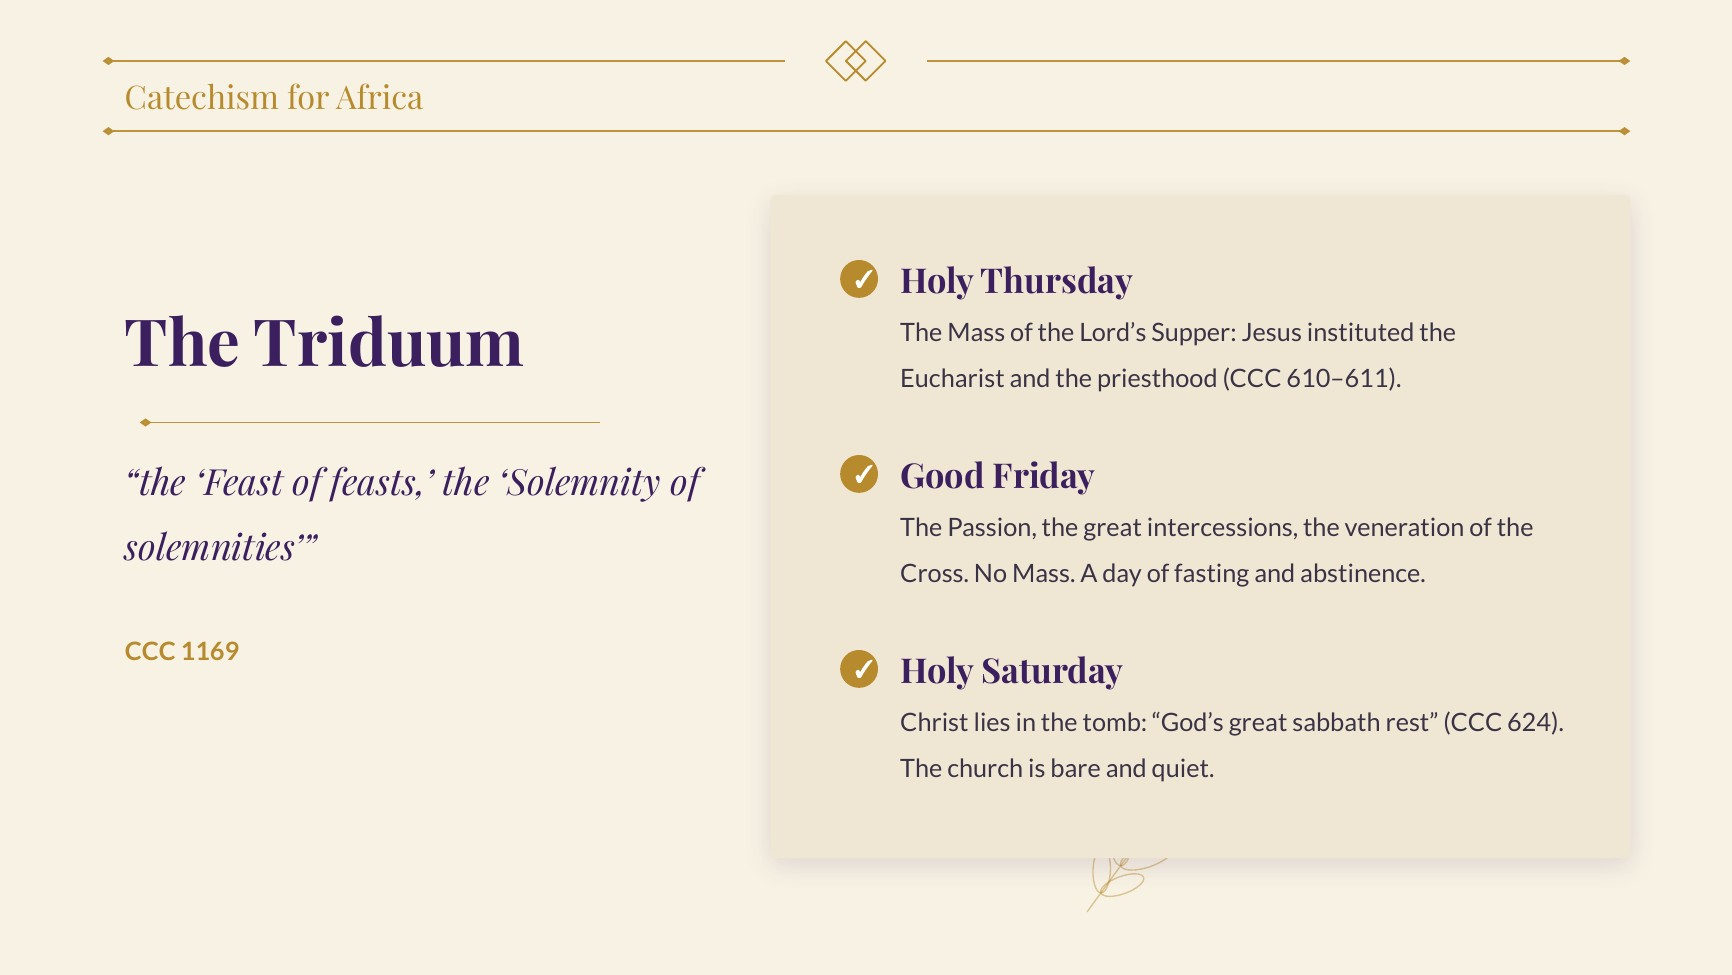 Catechism for Africa
The Triduum
“the ‘Feast of feasts,’ the ‘Solemnity of
solemnities’”
CCC 1169
Holy Thursday
The Mass of the Lord’s Supper: Jesus instituted the
Eucharist and the priesthood (CCC 610–611).
Good Friday
The Passion, the great intercessions, the veneration of the
Cross. No Mass. A day of fasting and abstinence.
Holy Saturday
Christ lies in the tomb: “God’s great sabbath rest” (CCC 624).
The church is bare and quiet.